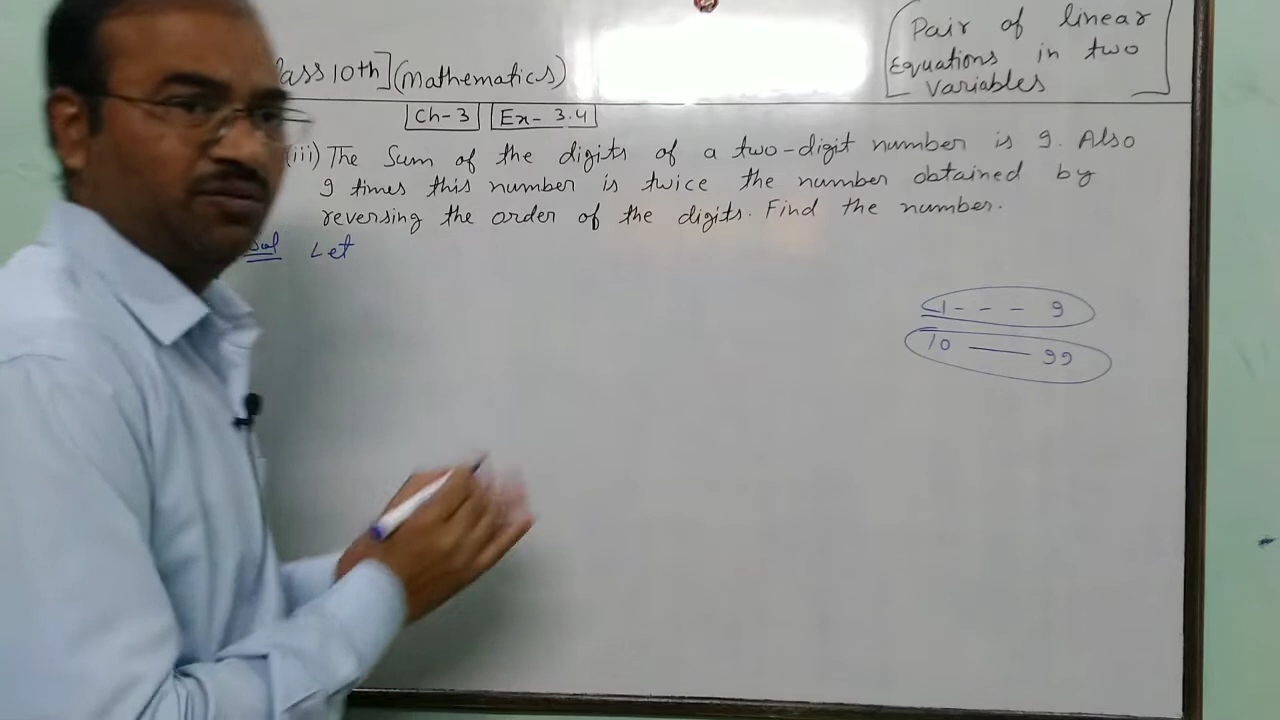 lass 10th] (Mathematics)
[Pair of linear
Equations in two
Variables]
Ch-3 Ex- 3.4
(iii) The Sum of the digits of a two-digit number is 9. Also
9 times this number is twice the number obtained by
reversing the order of the digits. Find the number.
Sol Let
1 - - - 9
10 —— 99